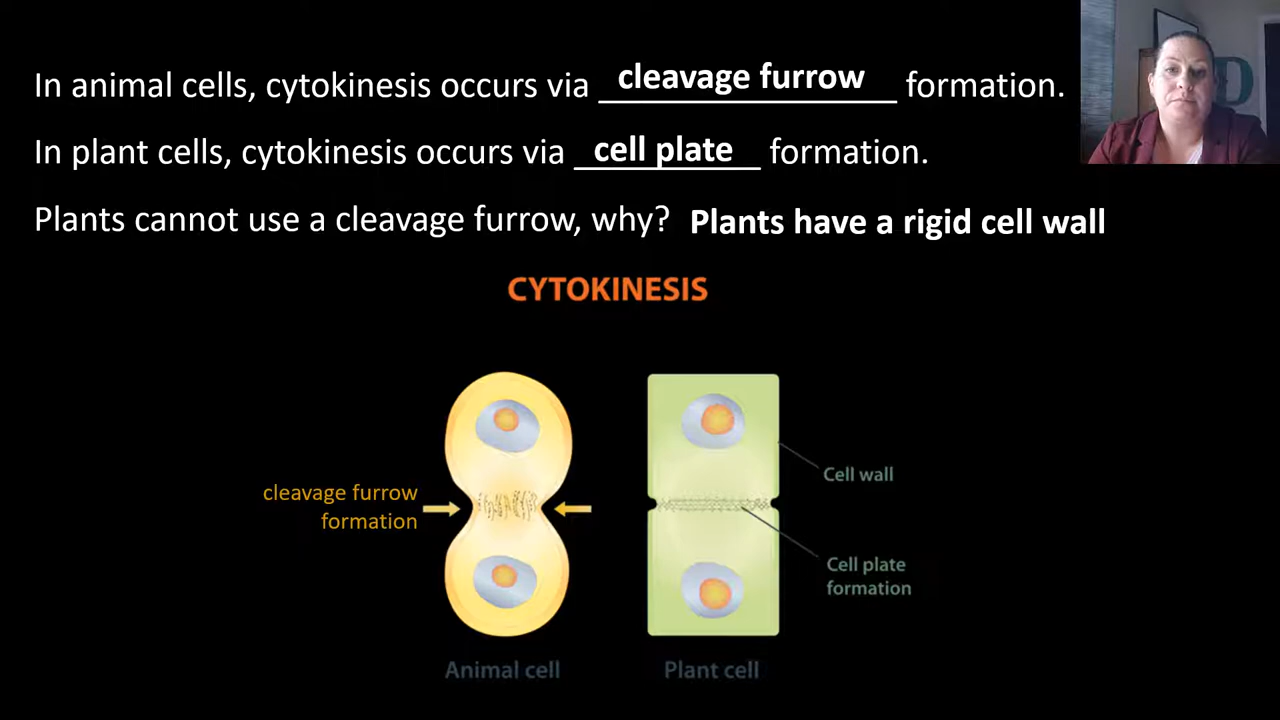 In animal cells, cytokinesis occurs via cleavage furrow formation.
In plant cells, cytokinesis occurs via cell plate formation.
Plants cannot use a cleavage furrow, why? Plants have a rigid cell wall
CYTOKINESIS
cleavage furrow
formation
Cell wall
Cell plate
formation
Animal cell
Plant cell
D